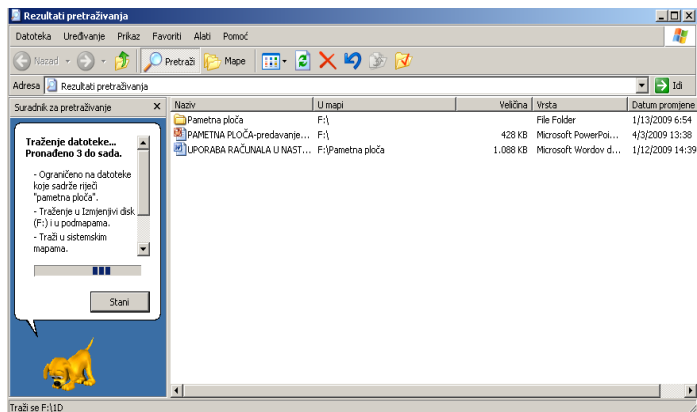 Rezultati pretraživanja
Datoteka Uređivanje Prikaz Favoriti Alati Pomoć
Nazad Pretraži Mape
Adresa Rezultati pretraživanja Idi
Suradnik za pretraživanje
Traženje datoteke...
Pronađeno 3 do sada.
- Ograničeno na datoteke
koje sadrže riječi
"pametna ploča".
- Traženje u Izmjenjivi disk
(F:) i u podmapama.
- Traži u sistemskim
mapama.
Stani
Naziv U mapi Veličina Vrsta Datum promjene
Pametna ploča F:\ File Folder 1/13/2009 6:54
PAMETNA PLOČA-predavanje... F:\ 428 KB Microsoft PowerPoi... 4/3/2009 13:38
UPORABA RAČUNALA U NAST... F:\Pametna ploča 1.088 KB Microsoft Wordov d... 1/12/2009 14:39
Traži se F:\1D